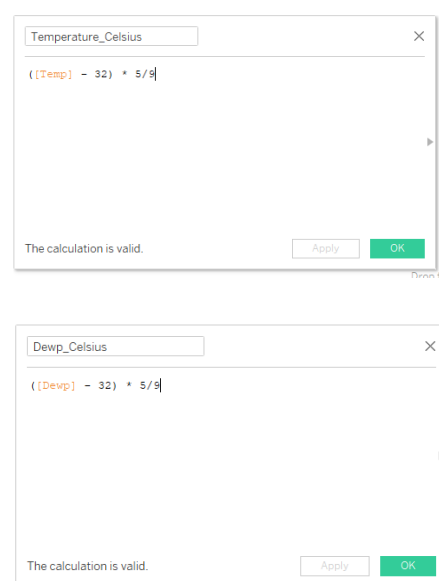 Temperature_Celsius
([Temp] - 32) * 5/9
The calculation is valid.
Apply
OK
Dewp_Celsius
([Dewp] - 32) * 5/9
The calculation is valid.
Apply
OK